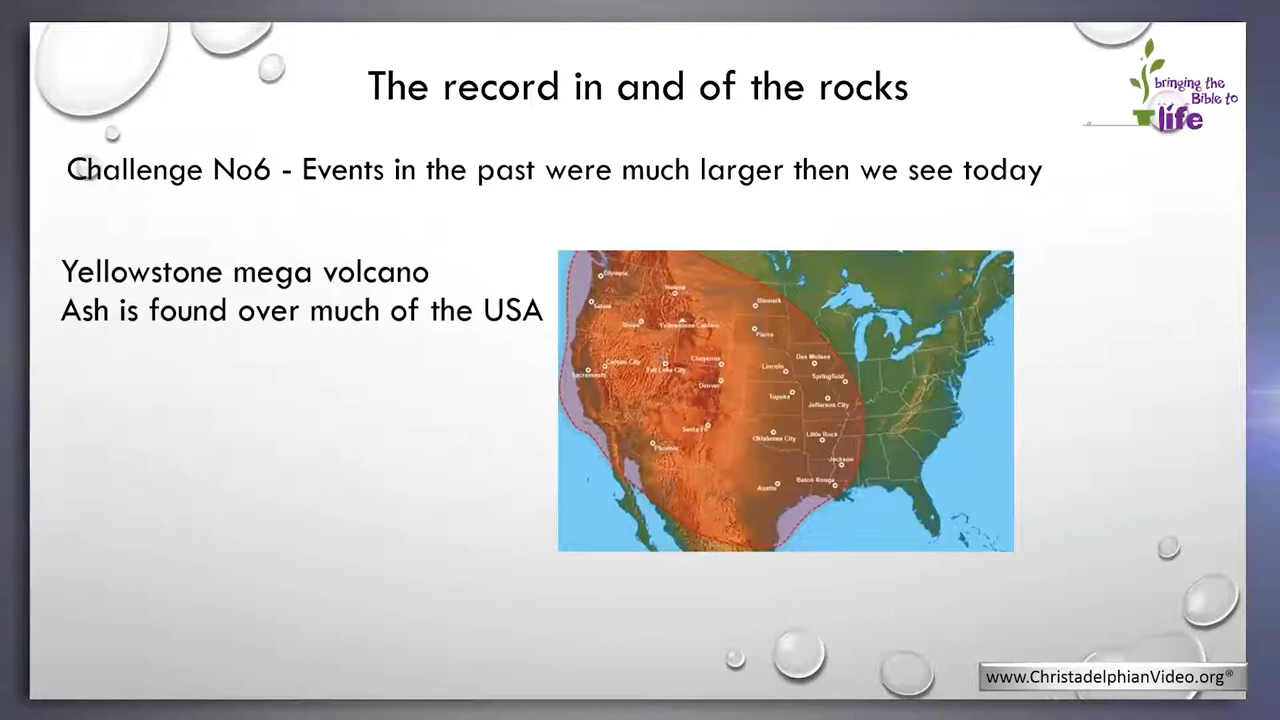 The record in and of the rocks
bringing the
Bible to
life
Challenge No6 - Events in the past were much larger then we see today
Yellowstone mega volcano
Ash is found over much of the USA
Olympia
Salem
Helena
Boise
Yellowstone Caldera
Bismark
Pierre
Carson City
Sacramento
Salt Lake City
Cheyenne
Denver
Des Moines
Lincoln
Springfield
Topeka
Jefferson City
Santa Fe
Phoenix
Oklahoma City
Little Rock
Jackson
Austin
Baton Rouge
www.ChristadelphianVideo.org®